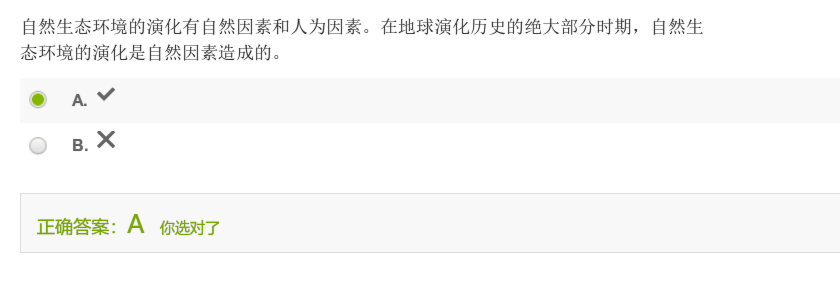 自然生态环境的演化有自然因素和人为因素。在地球演化历史的绝大部分时期，自然生
态环境的演化是自然因素造成的。
A. ✓
B. ✕
正确答案：A 你选对了